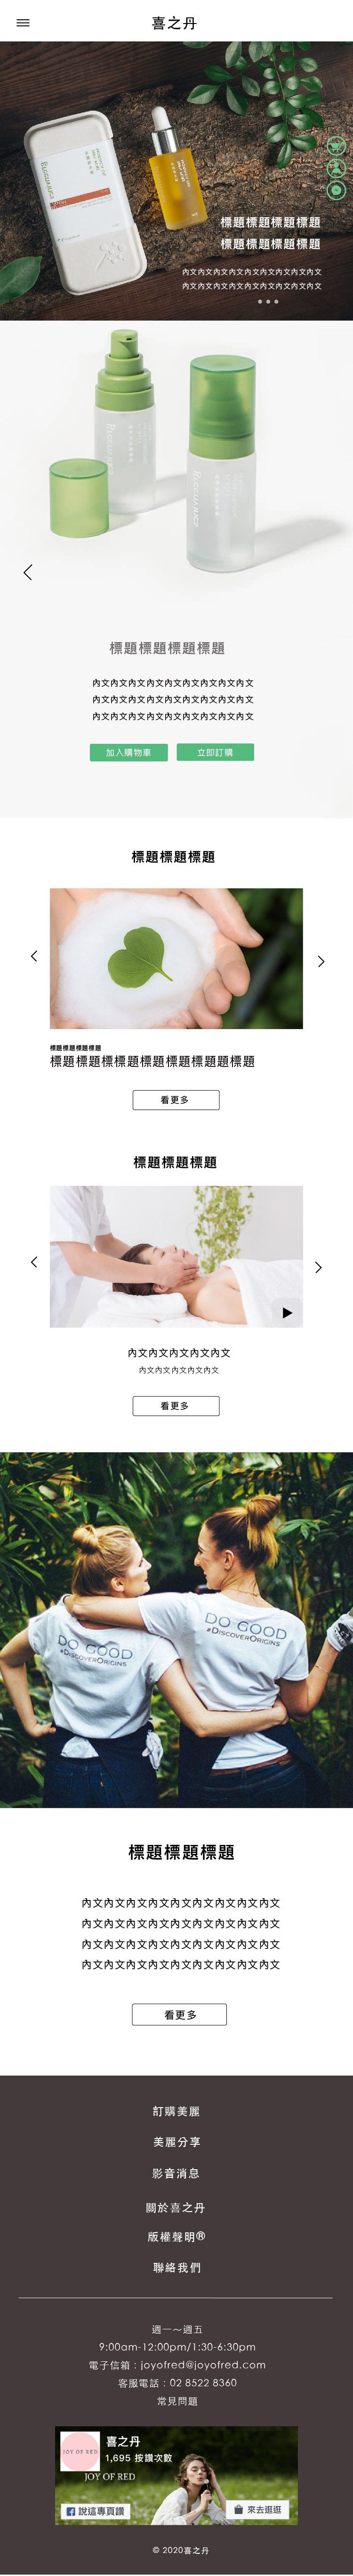 喜之丹
標題標題標題標題
標題標題標題標題
內文內文內文內文內文內文內文內文內文
內文內文內文內文內文內文內文內文內文
標題標題標題標題
內文內文內文內文內文內文內文內文內文
內文內文內文內文內文內文內文內文內文
內文內文內文內文內文內文內文內文內文
加入購物車
立即訂購
標題標題標題
標題標題標題標題
標題標題標標題標題標題標題題標題
看更多
標題標題標題
內文內文內文內文內文
內文內文內文內文內文
看更多
DO GOOD
#DISCOVERORIGINS
DO GOOD
#DISCOVERORIGINS
標題標題標題
內文內文內文內文內文內文內文內文內文
內文內文內文內文內文內文內文內文內文
內文內文內文內文內文內文內文內文內文
內文內文內文內文內文內文內文內文內文
看更多
訂購美麗
美麗分享
影音消息
關於喜之丹
版權聲明®
聯絡我們
週一～週五
9:00am-12:00pm/1:30-6:30pm
電子信箱：joyofred@joyofred.com
客服電話：02 8522 8360
常見問題
JOY OF RED
喜之丹
1,695 按讚次數
JOY OF RED
說這專頁讚
來去逛逛
© 2020喜之丹